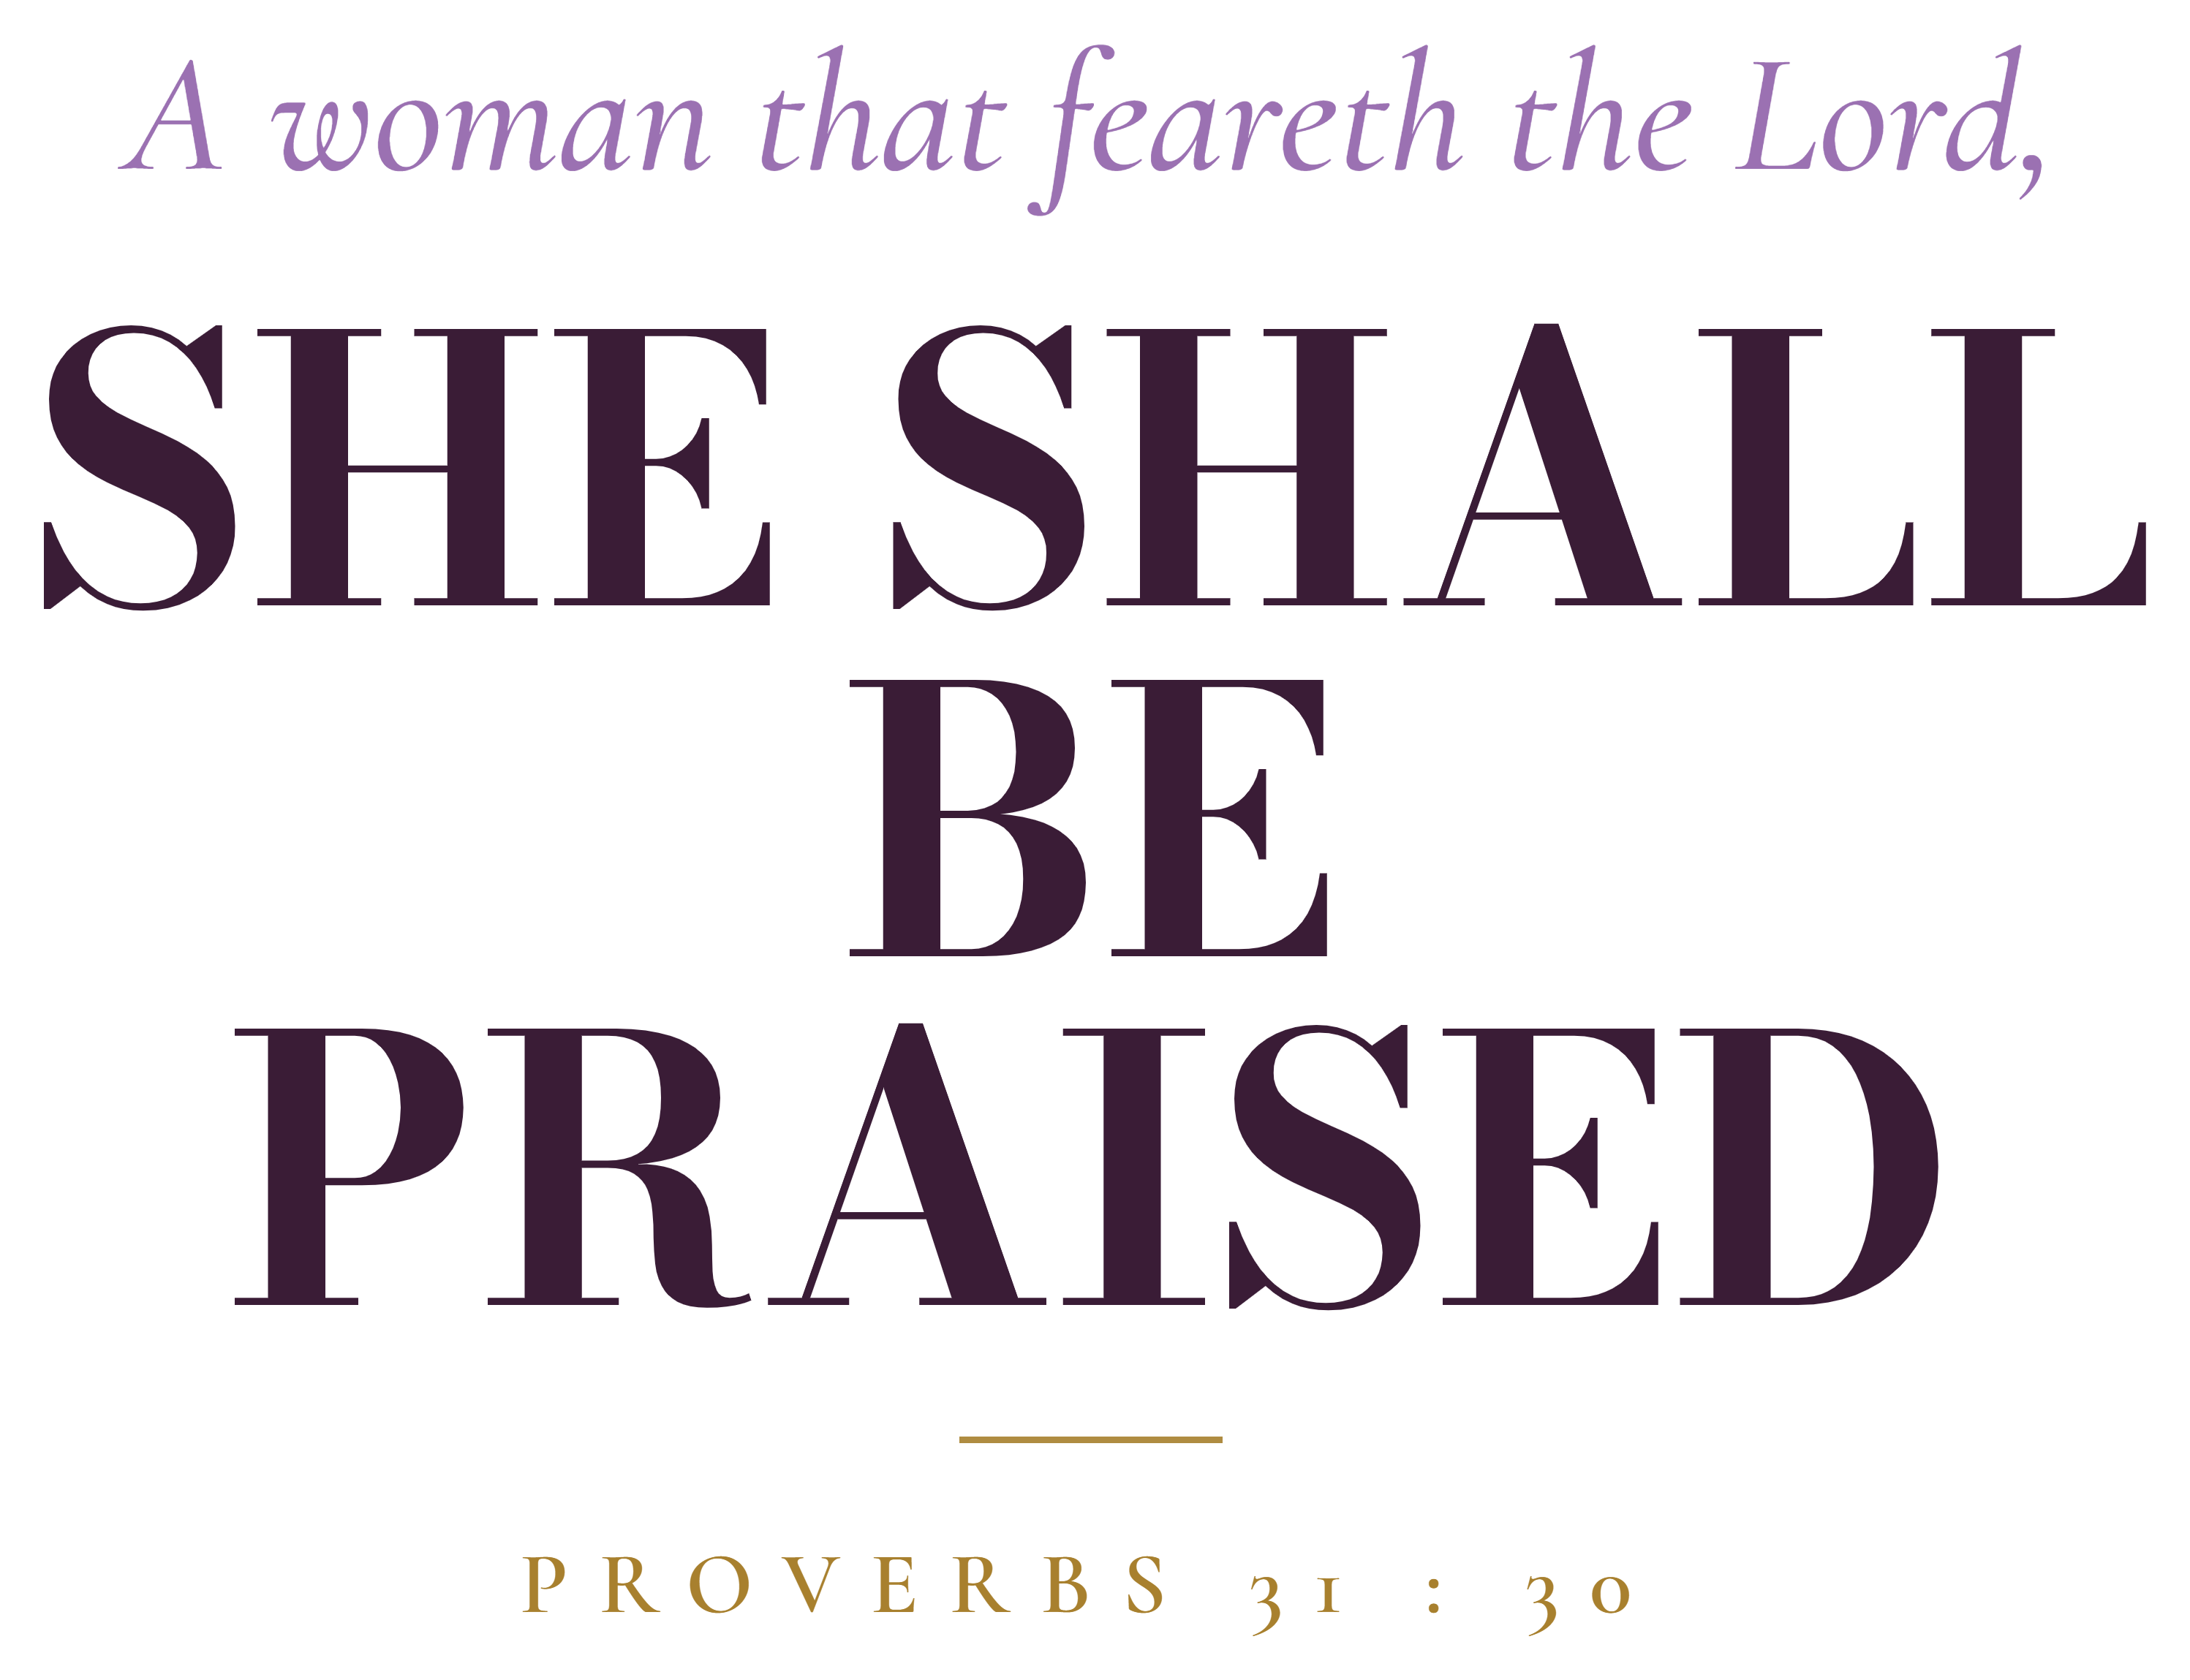 A woman that feareth the Lord,
SHE SHALL
BE
PRAISED
PROVERBS 31 : 30